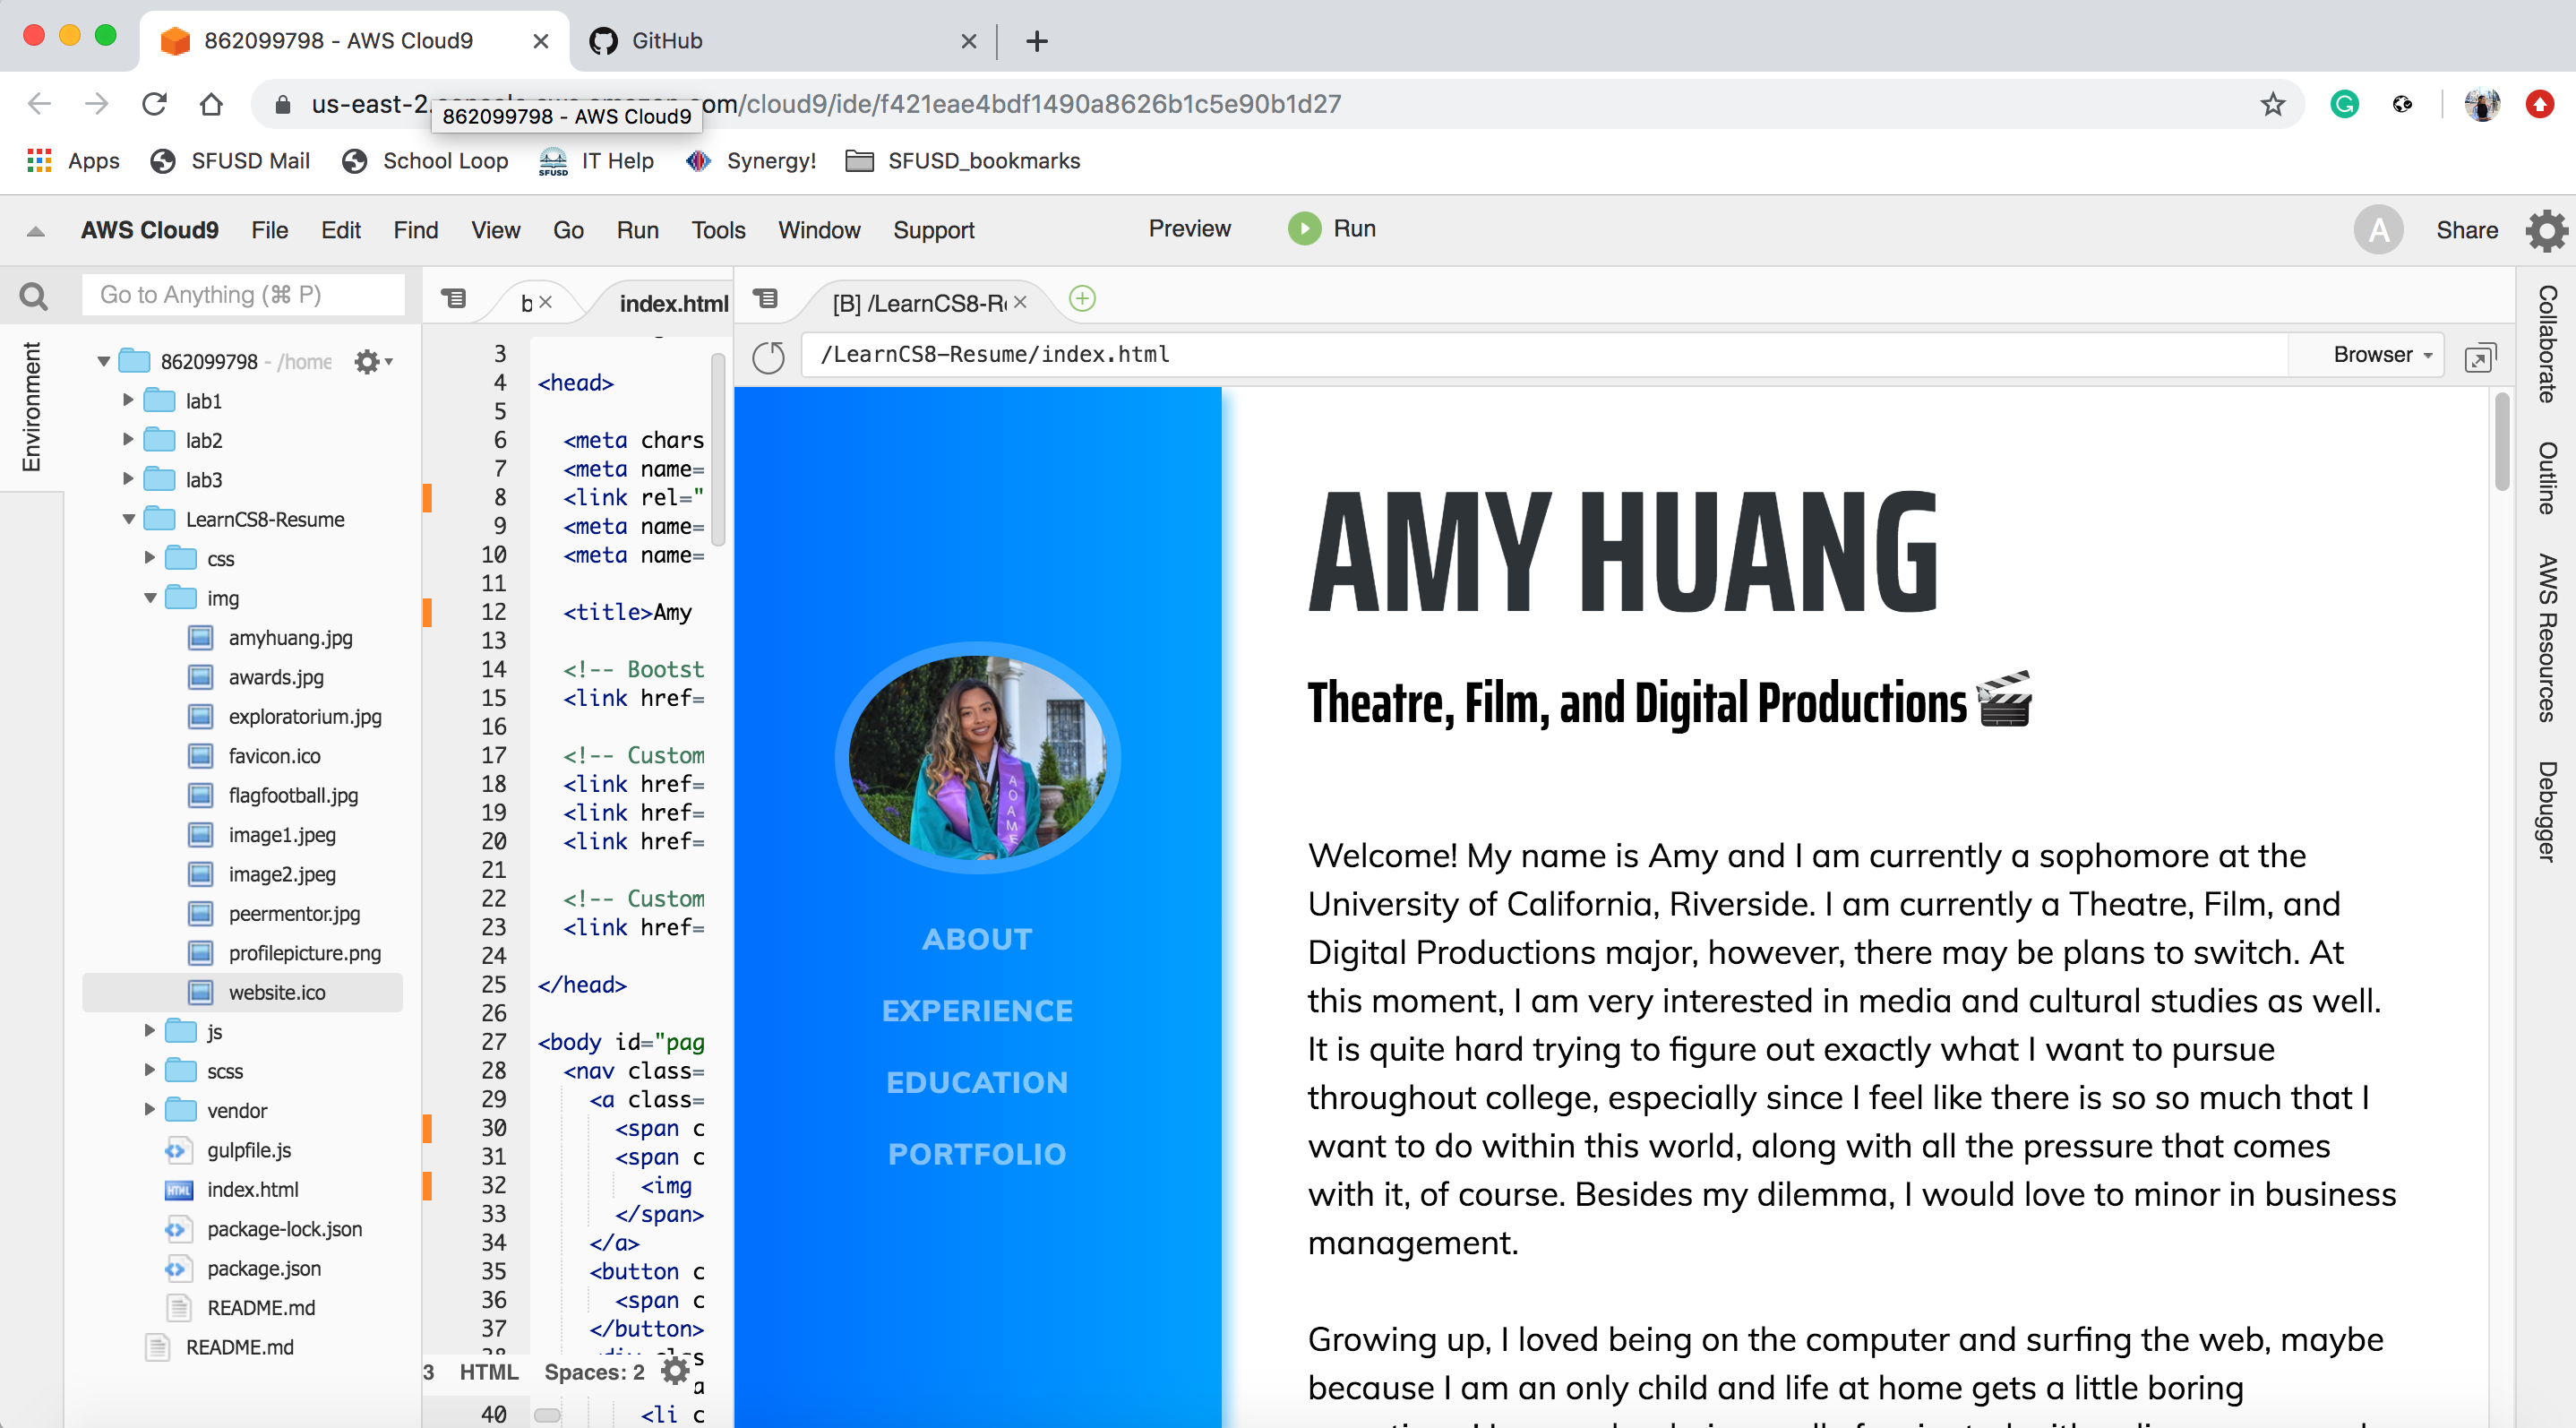 862099798 - AWS Cloud9
GitHub
us-east-2.
om/cloud9/ide/f421eae4bdf1490a8626b1c5e90b1d27
862099798 - AWS Cloud9
Apps SFUSD Mail School Loop SFUSD IT Help Synergy! SFUSD_bookmarks
AWS Cloud9 File Edit Find View Go Run Tools Window Support Preview Run A Share
Go to Anything (⌘ P)
Environment
862099798 - /home
lab1
lab2
lab3
LearnCS8-Resume
css
img
amyhuang.jpg
awards.jpg
exploratorium.jpg
favicon.ico
flagfootball.jpg
image1.jpeg
image2.jpeg
peermentor.jpg
profilepicture.png
website.ico
js
scss
vendor
gulpfile.js
HTML index.html
package-lock.json
package.json
README.md
README.md
b index.html
3
4 <head>
5
6 <meta chars
7 <meta name=
8 <link rel="
9 <meta name=
10 <meta name=
11
12 <title>Amy
13
14 <!-- Bootst
15 <link href=
16
17 <!-- Custom
18 <link href=
19 <link href=
20 <link href=
21
22 <!-- Custom
23 <link href=
24
25 </head>
26
27 <body id="pag
28 <nav class=
29 <a class=
30 <span c
31 <span c
32 <img
33 </span>
34 </a>
35 <button c
36 <span c
37 </button>
3 HTML Spaces: 2
a
40 <li c
[B] /LearnCS8-R
/LearnCS8-Resume/index.html
Browser
AOAME
ABOUT
EXPERIENCE
EDUCATION
PORTFOLIO
AMY HUANG
Theatre, Film, and Digital Productions 🎬
Welcome! My name is Amy and I am currently a sophomore at the
University of California, Riverside. I am currently a Theatre, Film, and
Digital Productions major, however, there may be plans to switch. At
this moment, I am very interested in media and cultural studies as well.
It is quite hard trying to figure out exactly what I want to pursue
throughout college, especially since I feel like there is so so much that I
want to do within this world, along with all the pressure that comes
with it, of course. Besides my dilemma, I would love to minor in business
management.
Growing up, I loved being on the computer and surfing the web, maybe
because I am an only child and life at home gets a little boring
Collaborate
Outline
AWS Resources
Debugger